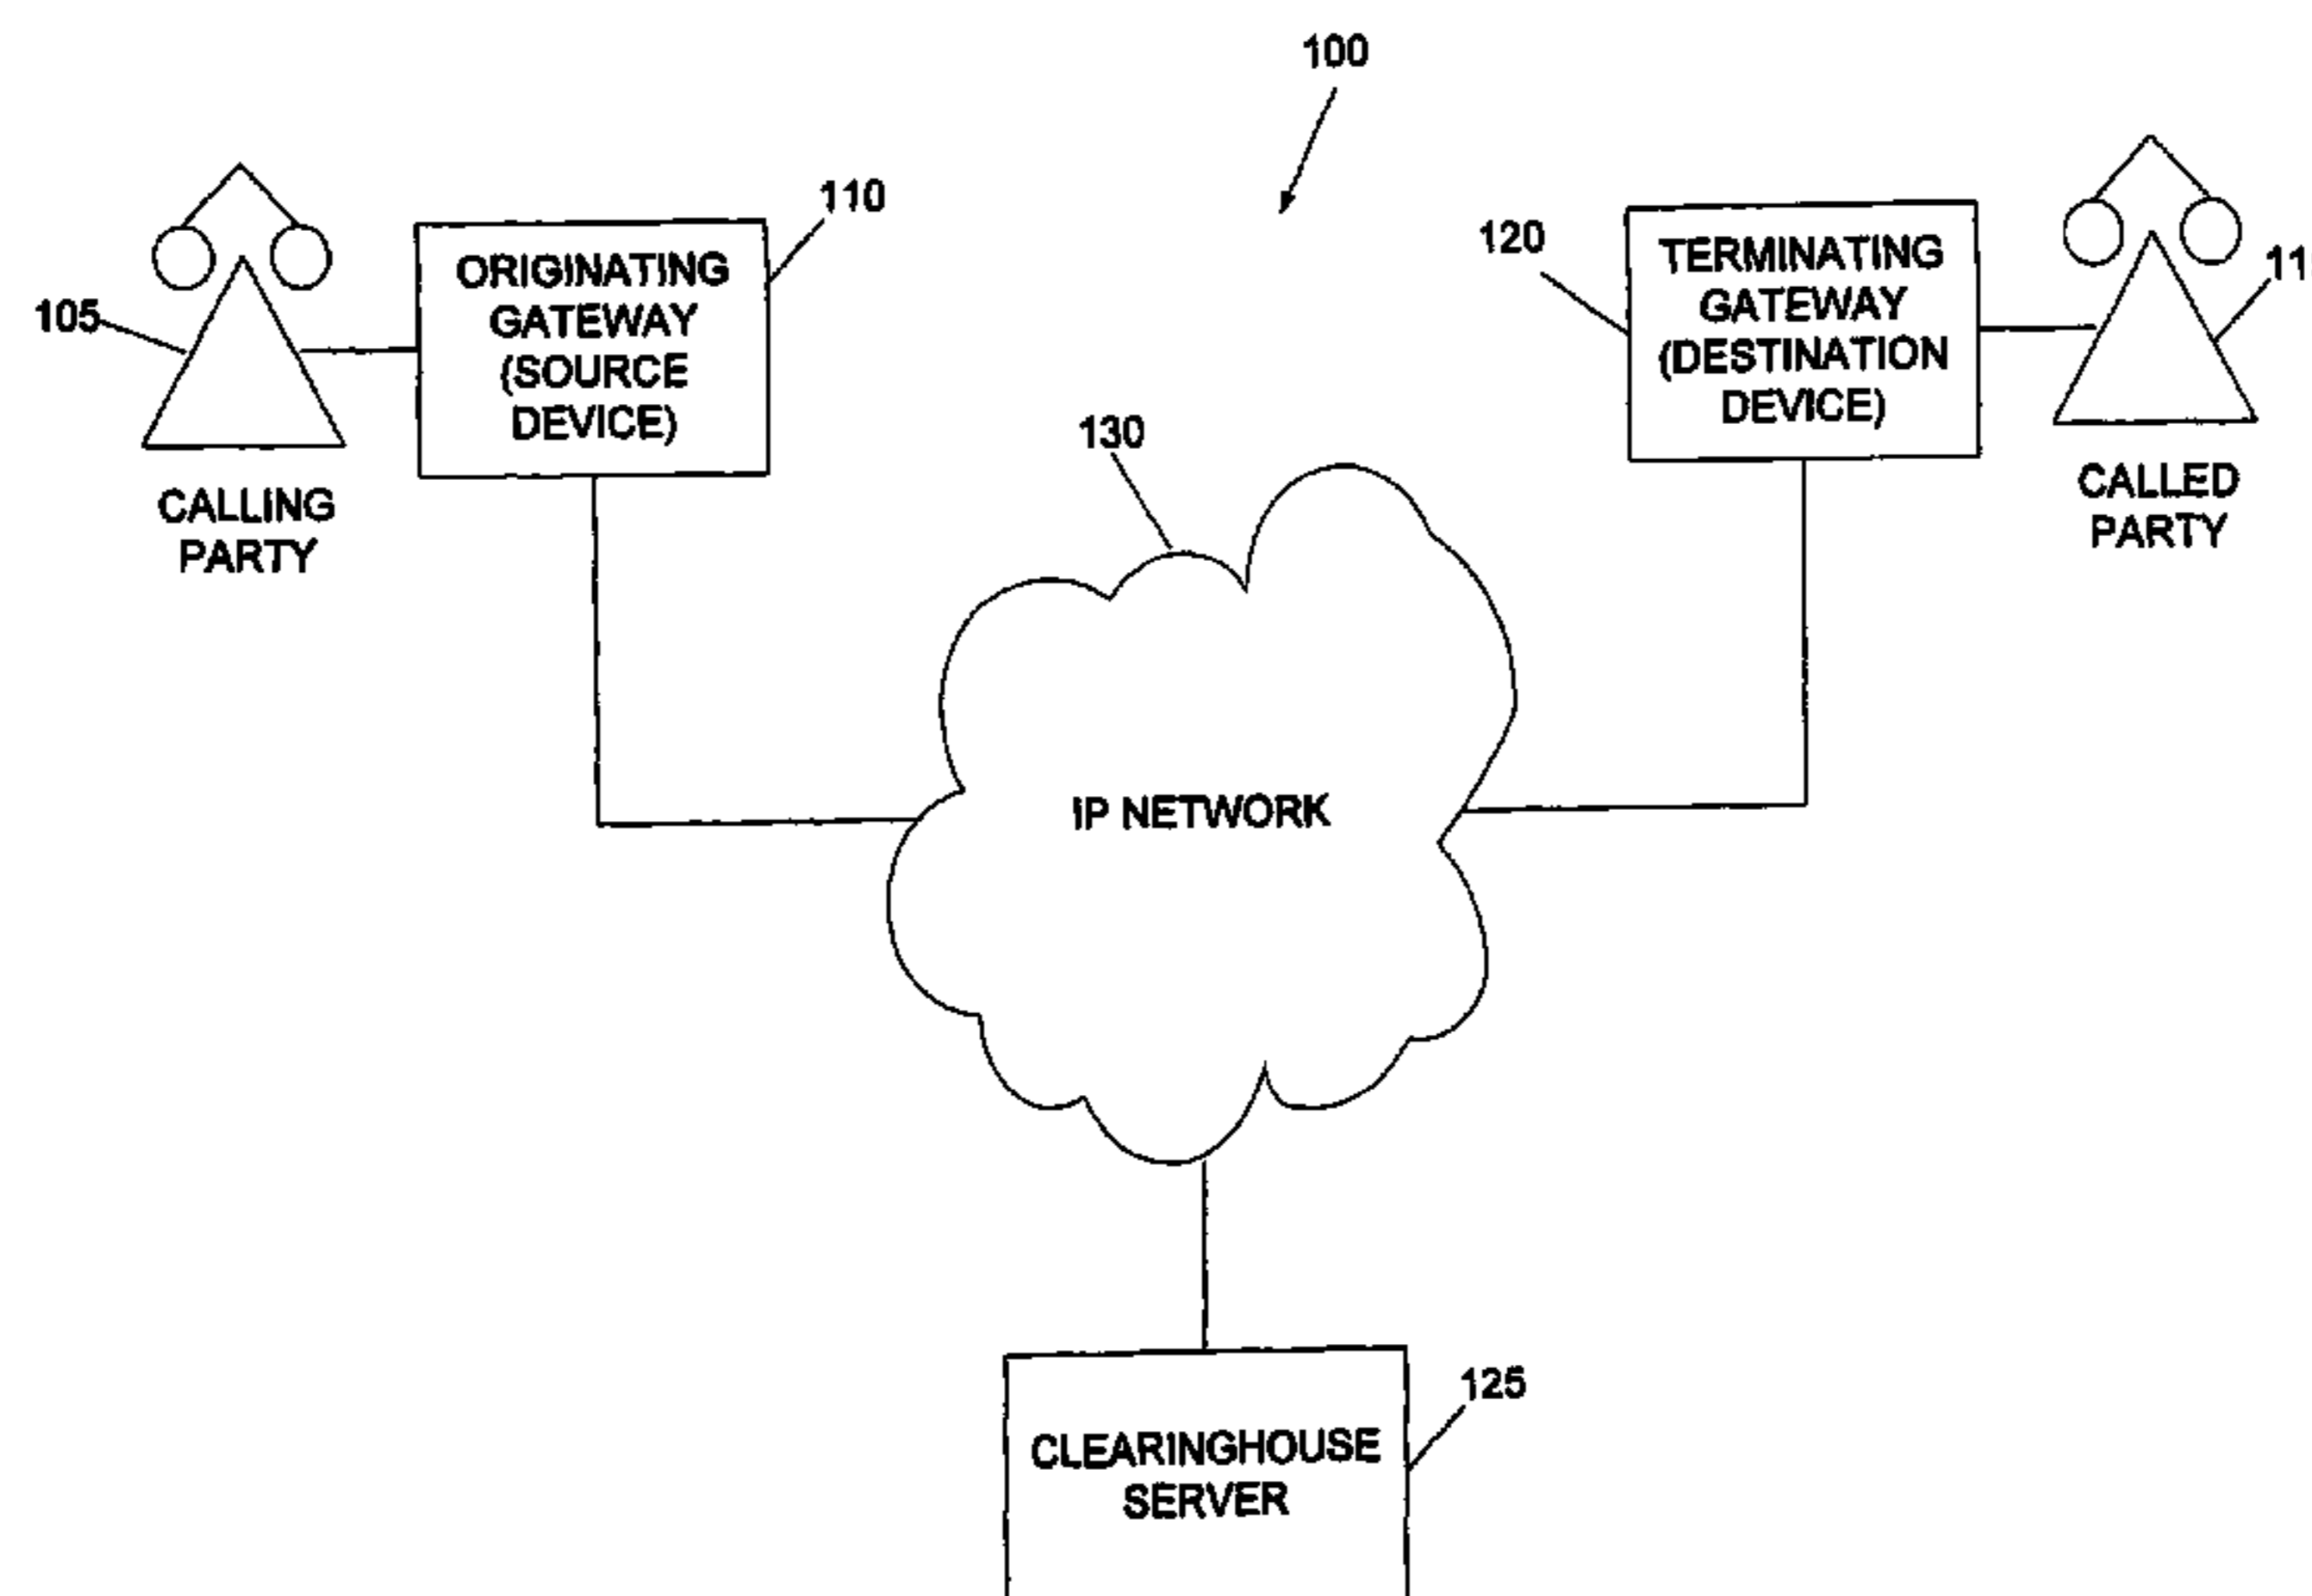 100
110
ORIGINATING
GATEWAY
(SOURCE
DEVICE)
105
CALLING
PARTY
120
TERMINATING
GATEWAY
(DESTINATION
DEVICE)
CALLED
PARTY
130
IP NETWORK
125
CLEARINGHOUSE
SERVER